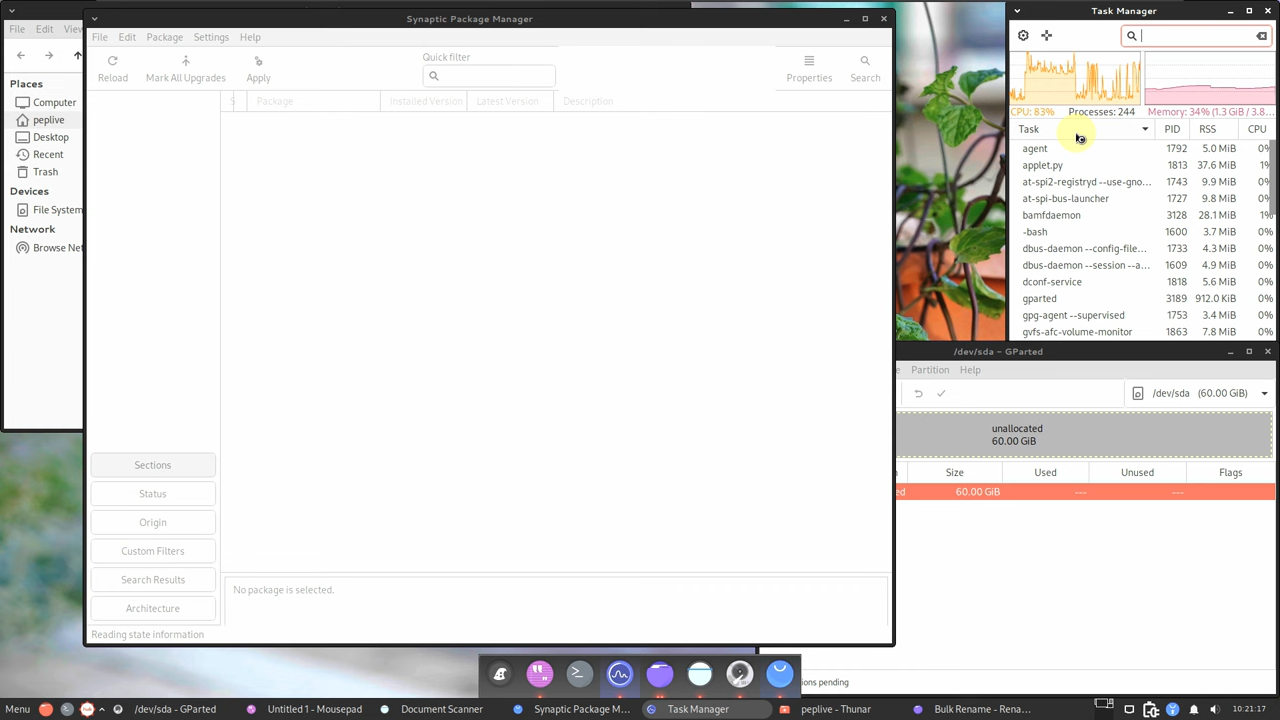 Synaptic Package Manager
File Edit Package Settings Help
Reload
Mark All Upgrades
Apply
Quick filter
Properties
Search
S Package Installed Version Latest Version Description
Sections
Status
Origin
Custom Filters
Search Results
Architecture
No package is selected.
Reading state information
File Edit View
Places
Computer
peplive
Desktop
Recent
Trash
Devices
File System
Network
Browse Net
Task Manager
CPU: 83% Processes: 244 Memory: 34% (1.3 GiB / 3.8...
Task PID RSS CPU
agent 1792 5.0 MiB 0%
applet.py 1813 37.6 MiB 1%
at-spi2-registryd --use-gno... 1743 9.9 MiB 0%
at-spi-bus-launcher 1727 9.8 MiB 0%
bamfdaemon 3128 28.1 MiB 1%
-bash 1600 3.7 MiB 0%
dbus-daemon --config-file... 1733 4.3 MiB 0%
dbus-daemon --session --a... 1609 4.9 MiB 0%
dconf-service 1818 5.6 MiB 0%
gparted 3189 912.0 KiB 0%
gpg-agent --supervised 1753 3.4 MiB 0%
gvfs-afc-volume-monitor 1863 7.8 MiB 0%
/dev/sda - GParted
Partition Help
/dev/sda (60.00 GiB)
unallocated
60.00 GiB
Size Used Unused Flags
ed 60.00 GiB --- ---
ions pending
Menu /dev/sda - GParted Untitled 1 - Mousepad Document Scanner Synaptic Package M... Task Manager peplive - Thunar Bulk Rename - Rena... 10:21:17